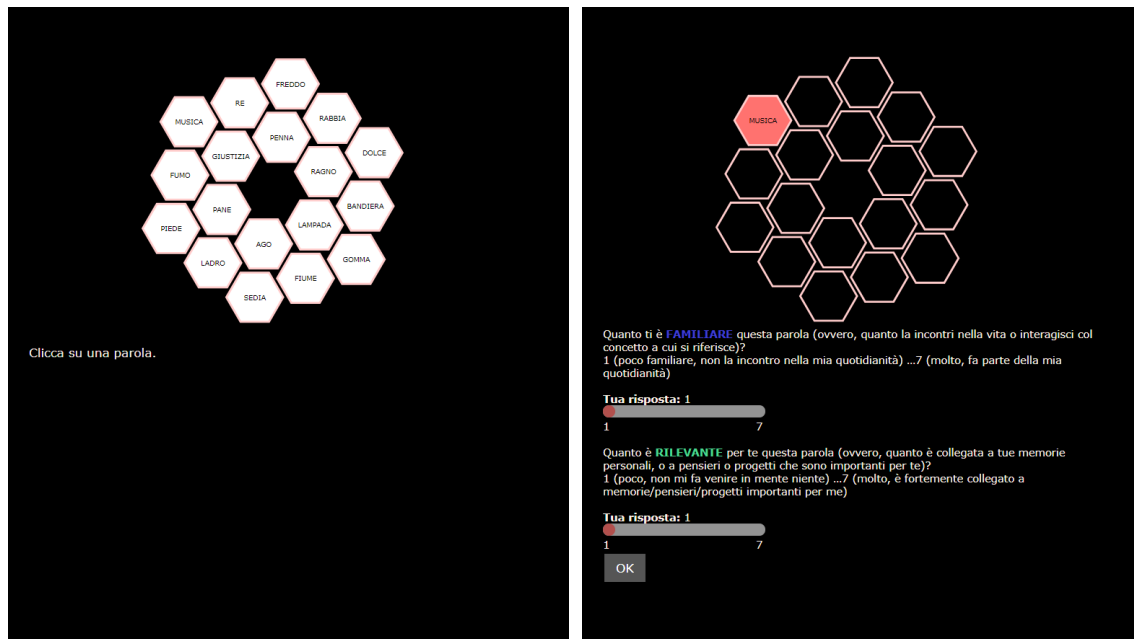 FREDDO
RE
MUSICA
RABBIA
PENNA
DOLCE
GIUSTIZIA
RAGNO
FUMO
BANDIERA
PANE
LAMPADA
PIEDE
AGO
GOMMA
LADRO
FIUME
SEDIA
Clicca su una parola.
MUSICA
Quanto ti è FAMILIARE questa parola (ovvero, quanto la incontri nella vita o interagisci col
concetto a cui si riferisce)?
1 (poco familiare, non la incontro nella mia quotidianità) ...7 (molto, fa parte della mia
quotidianità)
Tua risposta: 1
1 7
Quanto è RILEVANTE per te questa parola (ovvero, quanto è collegata a tue memorie
personali, o a pensieri o progetti che sono importanti per te)?
1 (poco, non mi fa venire in mente niente) ...7 (molto, è fortemente collegato a
memorie/pensieri/progetti importanti per me)
Tua risposta: 1
1 7
OK